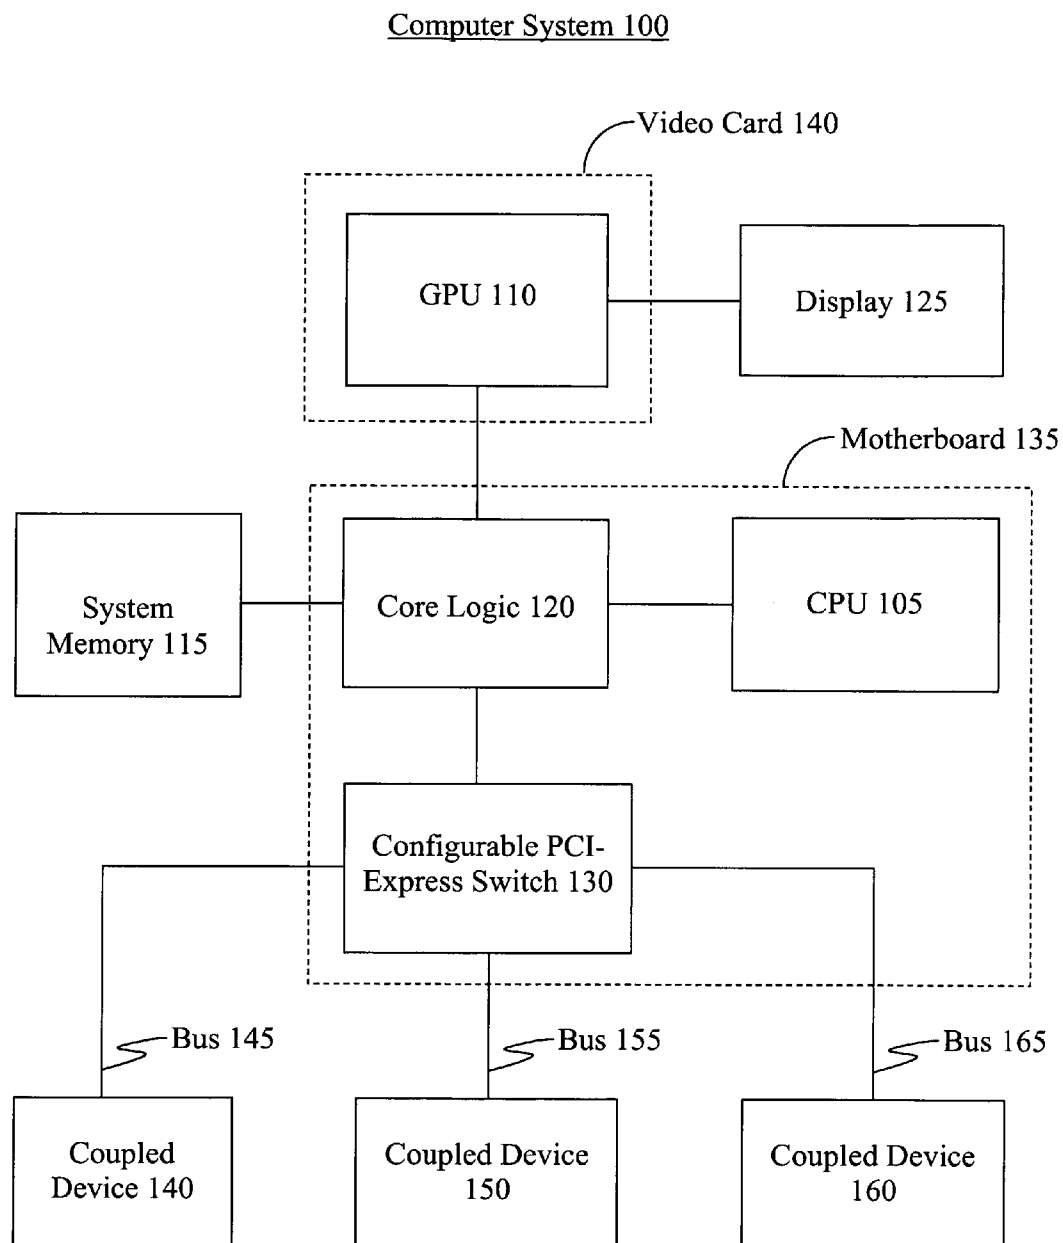 Computer System 100
Video Card 140
GPU 110
Display 125
Motherboard 135
System
Memory 115
Core Logic 120
CPU 105
Configurable PCI-
Express Switch 130
Bus 145
Bus 155
Bus 165
Coupled
Device 140
Coupled Device
150
Coupled Device
160